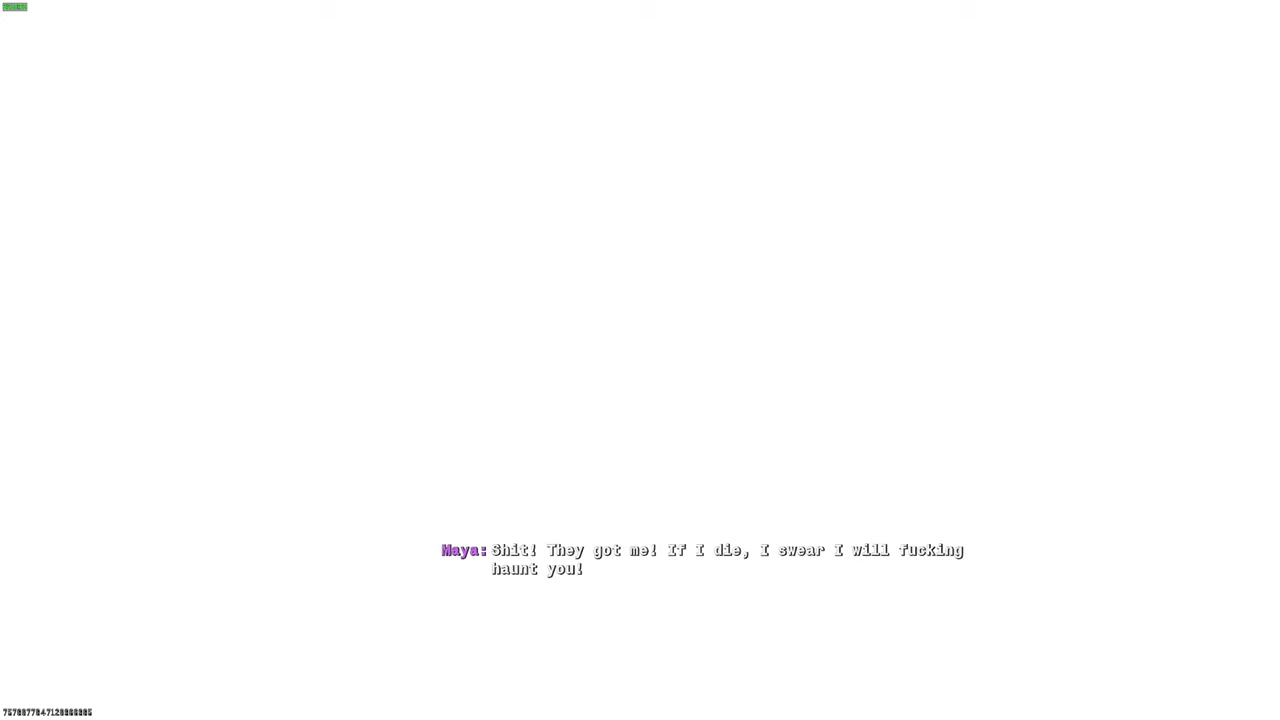 Maya: Shit! They got me! If I die, I swear I will fucking
haunt you!